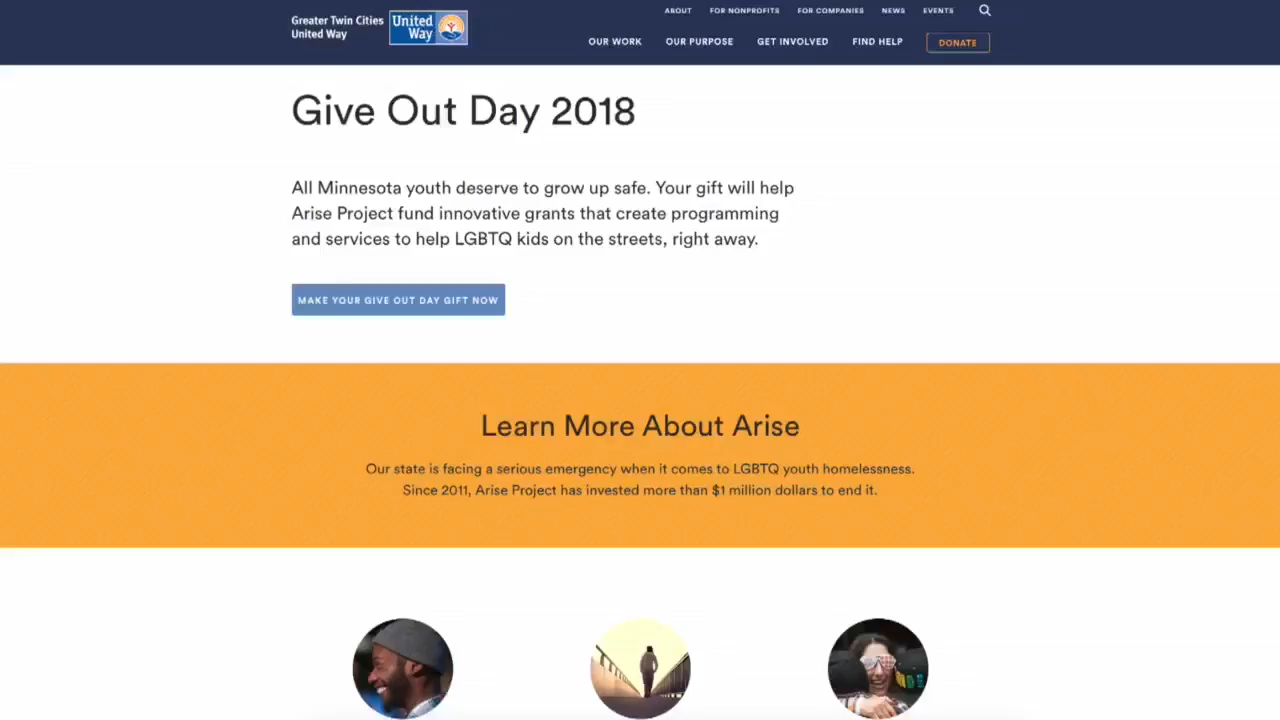 Greater Twin Cities
United Way
United
Way
ABOUT
FOR NONPROFITS
FOR COMPANIES
NEWS
EVENTS
OUR WORK
OUR PURPOSE
GET INVOLVED
FIND HELP
DONATE
Give Out Day 2018
All Minnesota youth deserve to grow up safe. Your gift will help
Arise Project fund innovative grants that create programming
and services to help LGBTQ kids on the streets, right away.
MAKE YOUR GIVE OUT DAY GIFT NOW
Learn More About Arise
Our state is facing a serious emergency when it comes to LGBTQ youth homelessness.
Since 2011, Arise Project has invested more than $1 million dollars to end it.